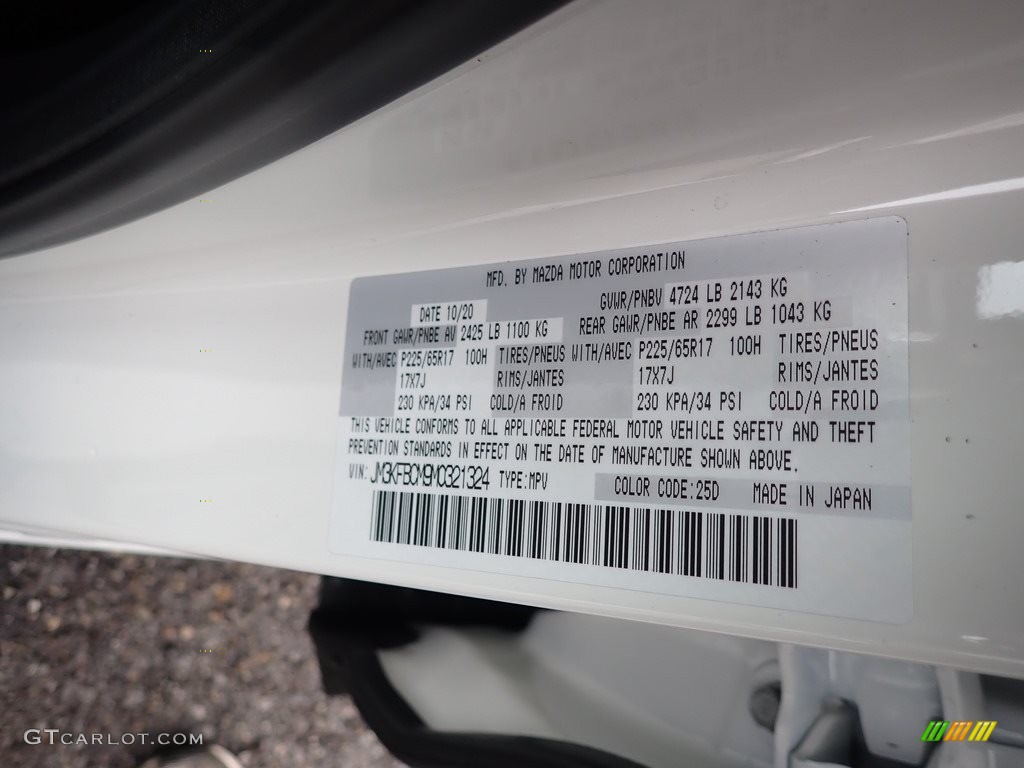 MFD. BY MAZDA MOTOR CORPORATION
DATE 10/20 GVWR/PNBV 4724 LB 2143 KG
FRONT GAWR/PNBE AV 2425 LB 1100 KG REAR GAWR/PNBE AR 2299 LB 1043 KG
WITH/AVEC P225/65R17 100H TIRES/PNEUS WITH/AVEC P225/65R17 100H TIRES/PNEUS
17X7J RIMS/JANTES 17X7J RIMS/JANTES
230 KPA/34 PSI COLD/A FROID 230 KPA/34 PSI COLD/A FROID
THIS VEHICLE CONFORMS TO ALL APPLICABLE FEDERAL MOTOR VEHICLE SAFETY AND THEFT
PREVENTION STANDARDS IN EFFECT ON THE DATE OF MANUFACTURE SHOWN ABOVE.
VIN: JM3KFBCM9M0321324 TYPE:MPV COLOR CODE:25D MADE IN JAPAN
GTCARLOT.COM